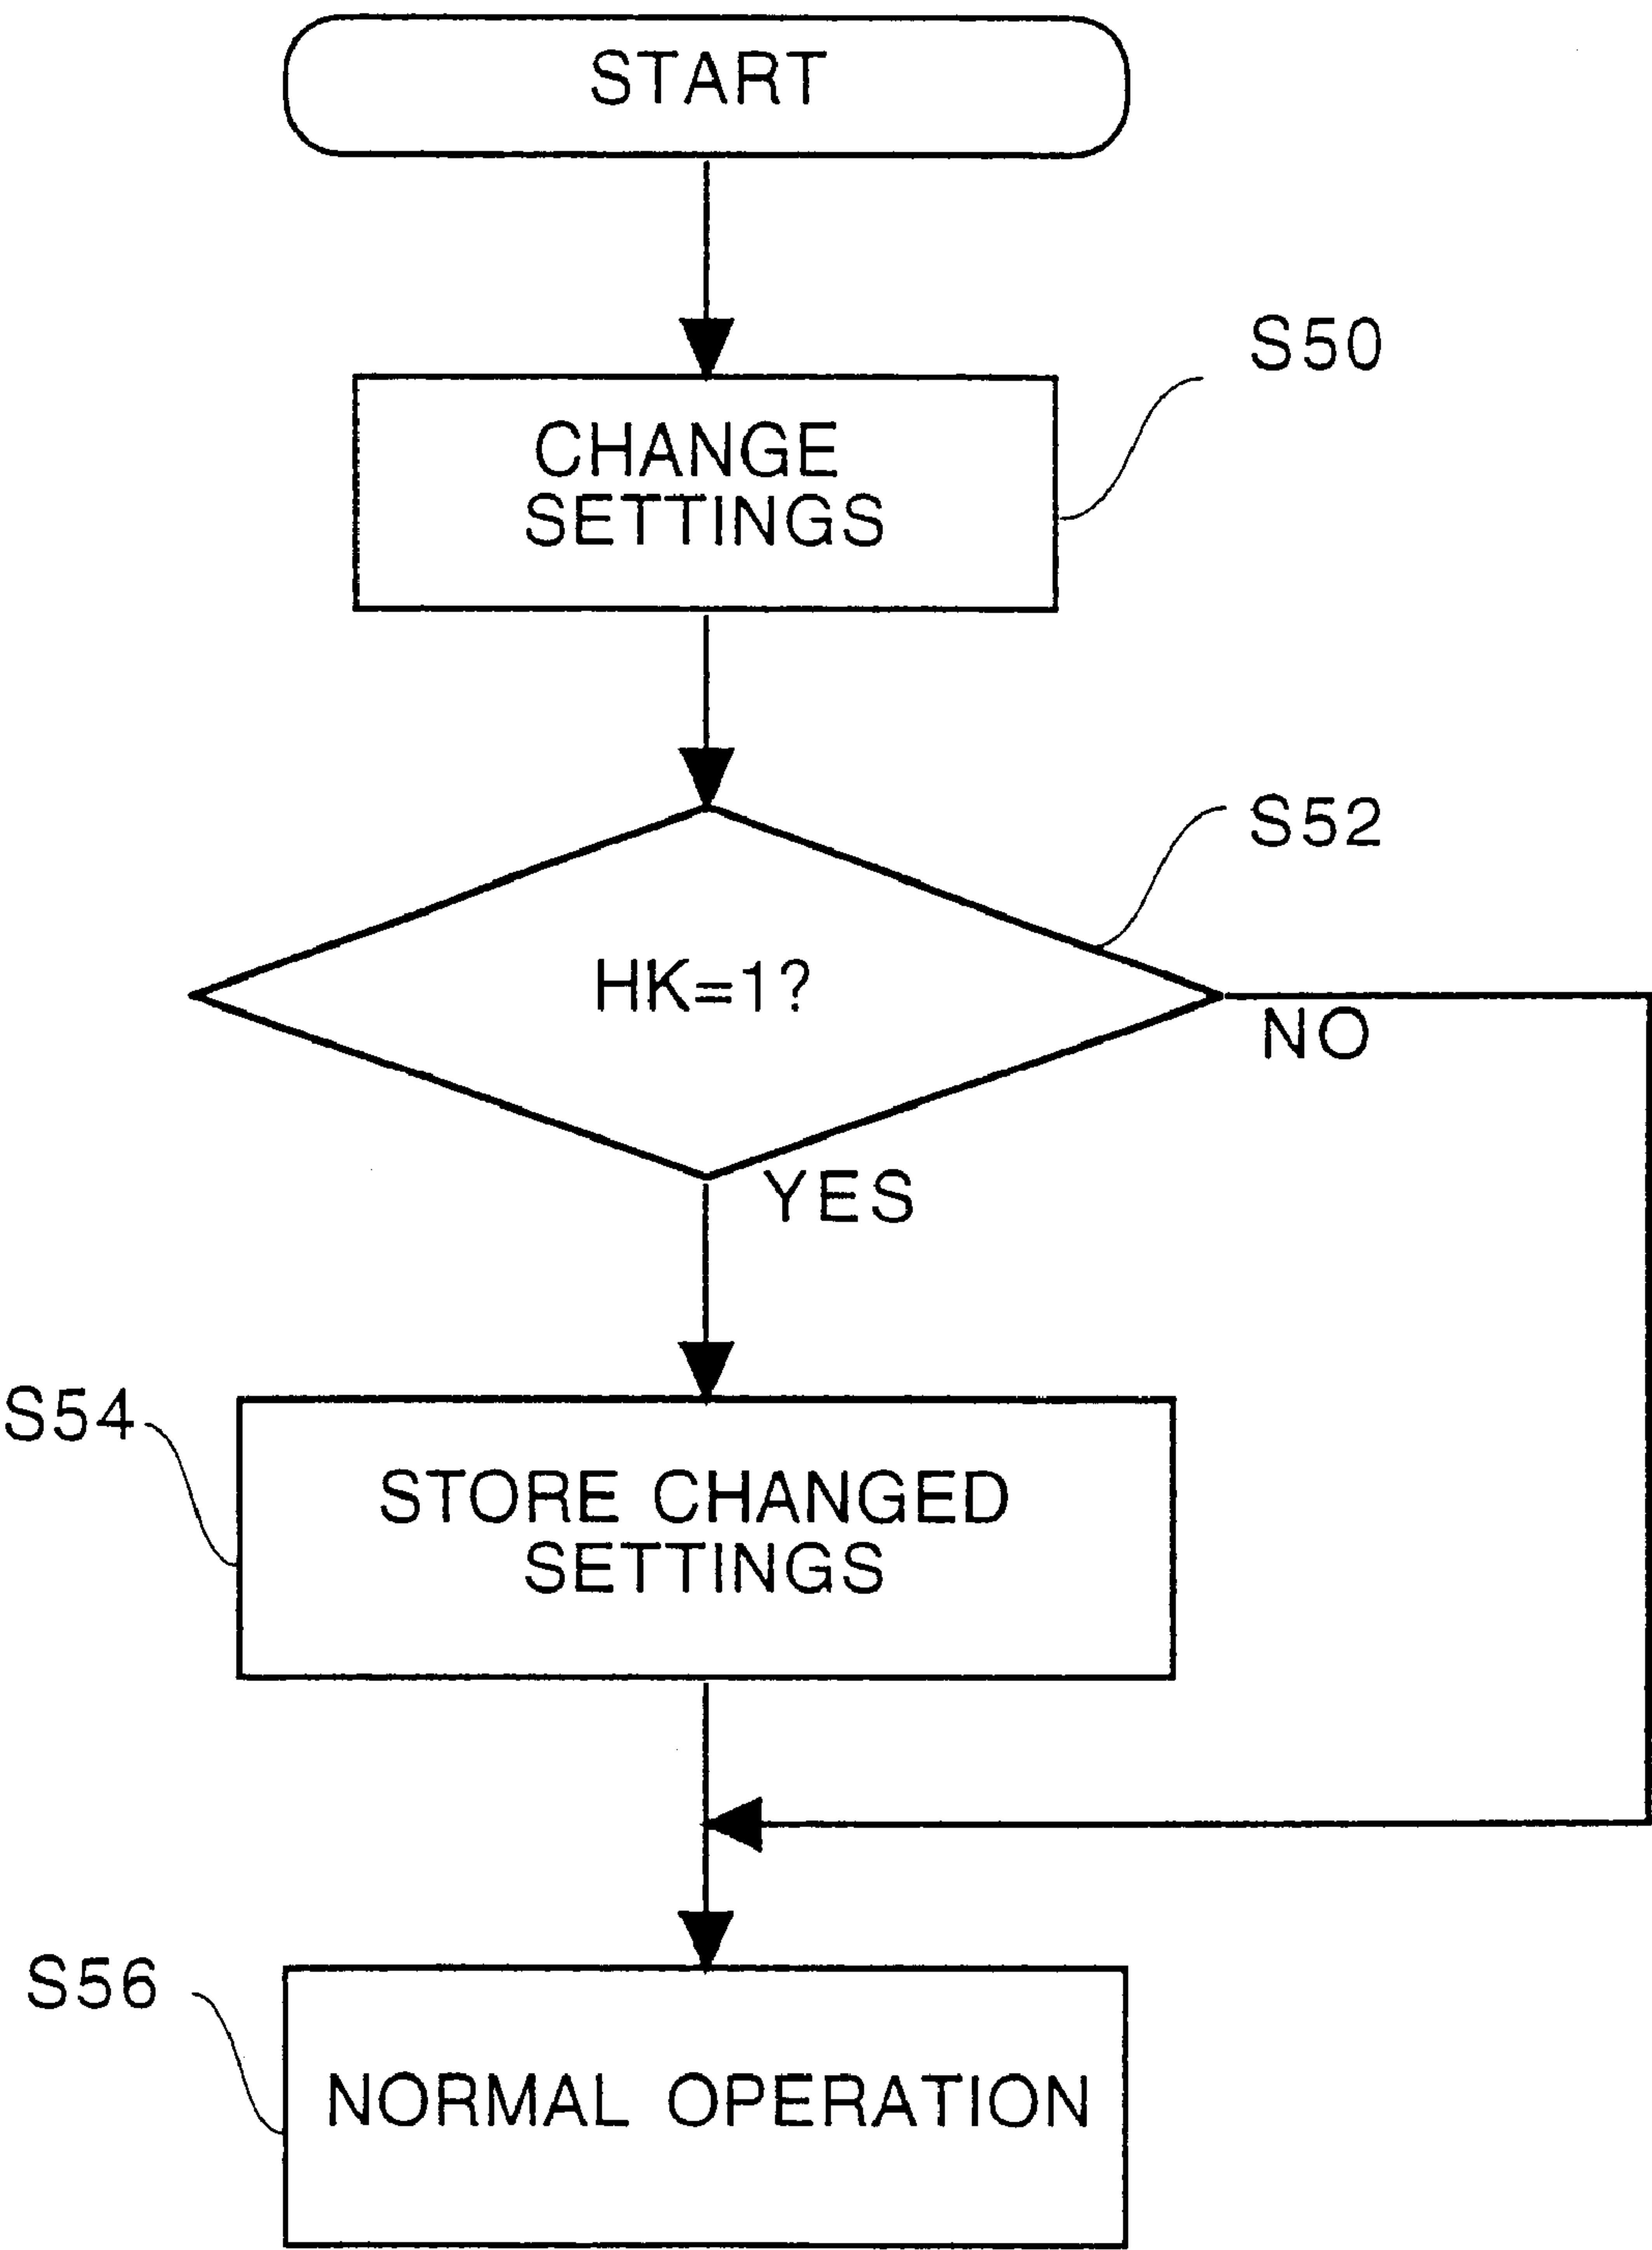 START
S50
CHANGE
SETTINGS
S52
HK=1?
NO
YES
S54
STORE CHANGED
SETTINGS
S56
NORMAL OPERATION